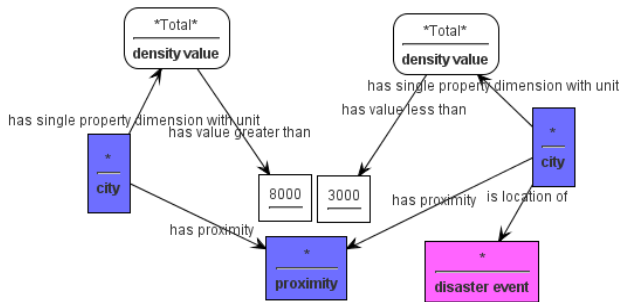 *Total*
density value
*Total*
density value
has single property dimension with unit
has single property dimension with unit
has value less than
has value greater than
*
city
*
city
8000
3000
has proximity
is location of
has proximity
*
proximity
*
disaster event